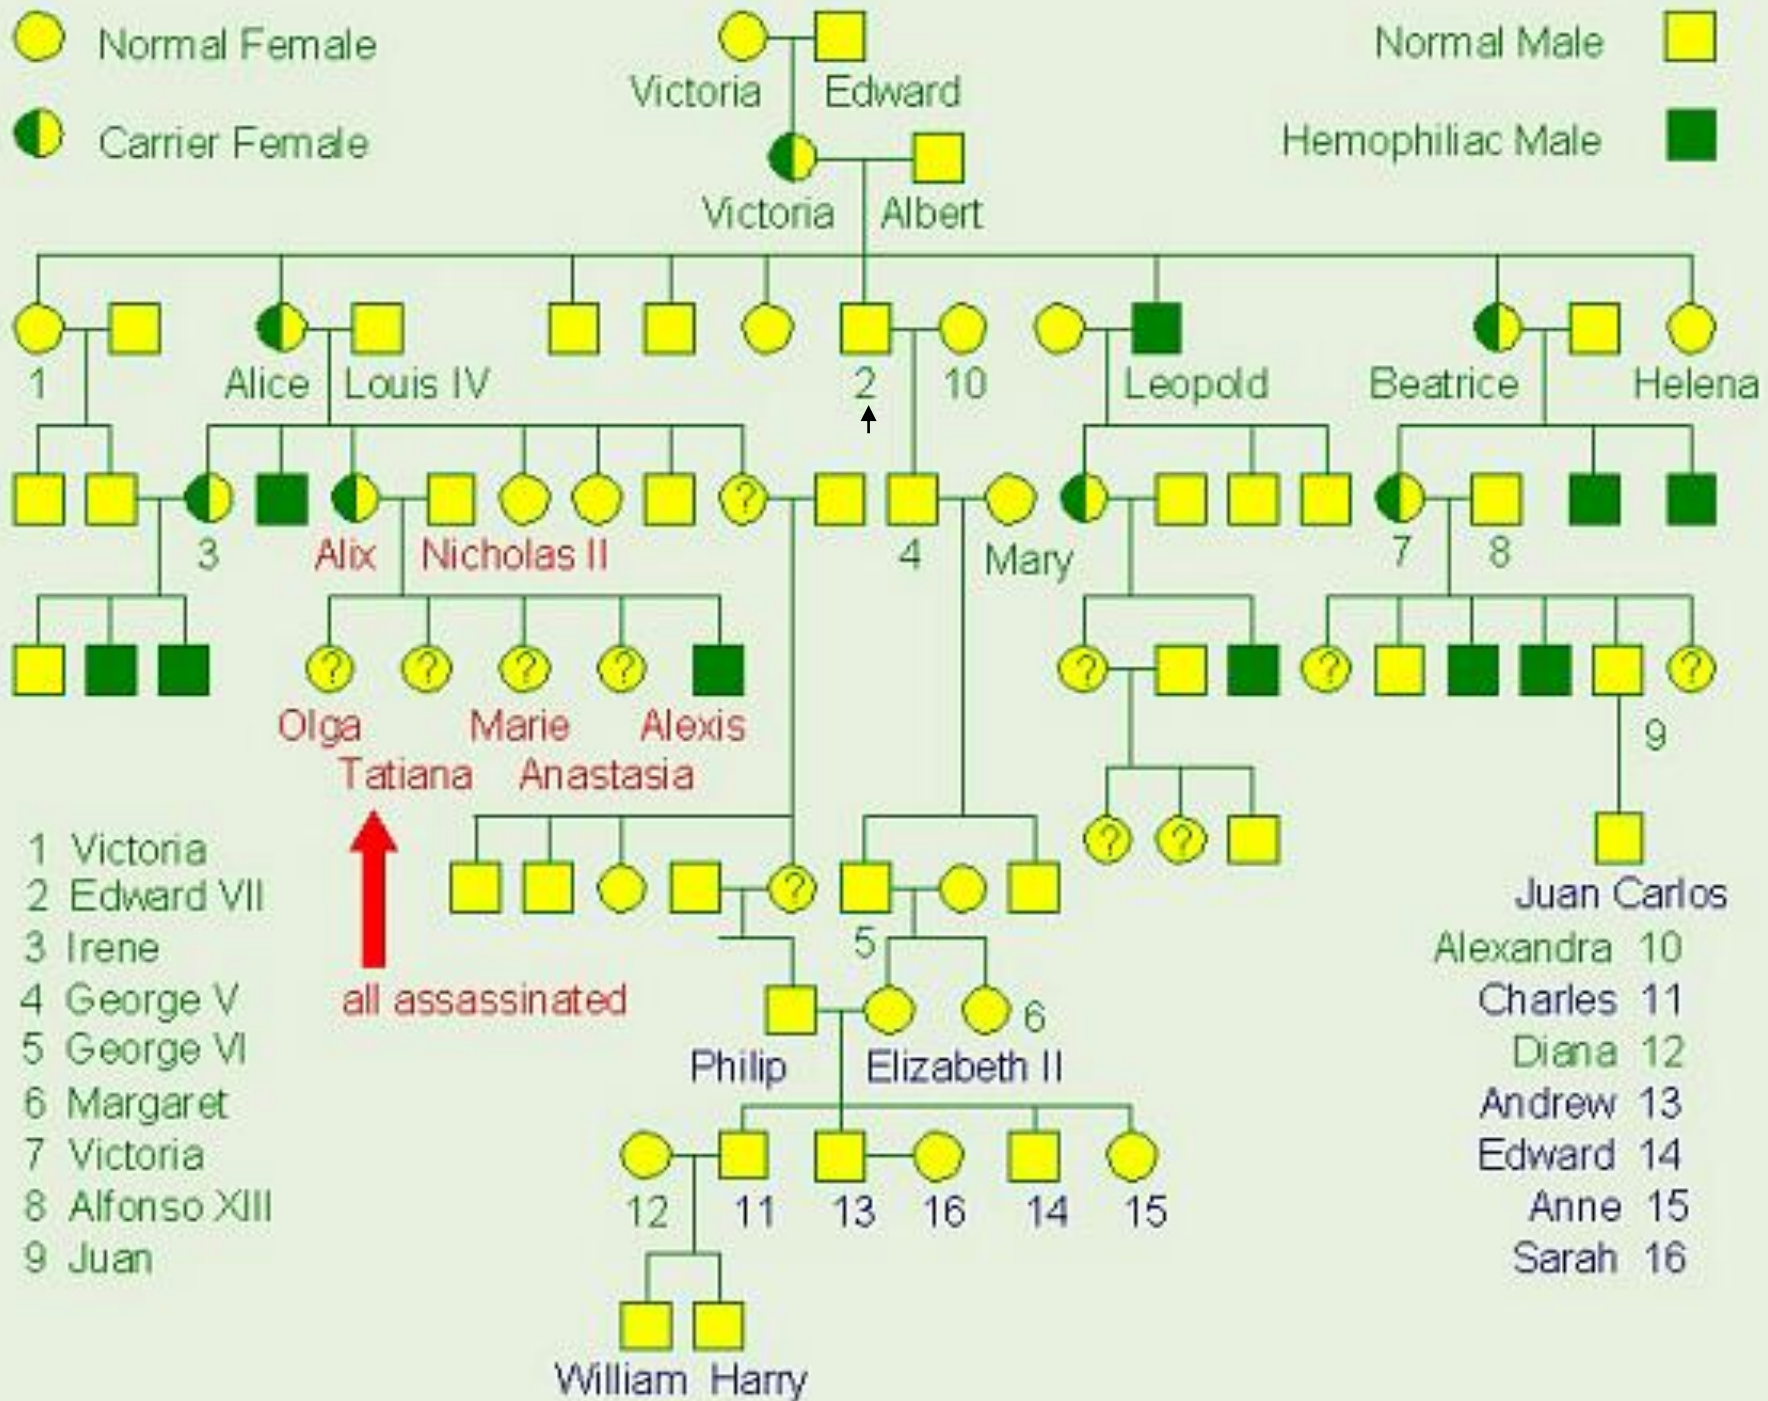 Normal Female
Normal Male
Victoria Edward
Carrier Female
Hemophiliac Male
Victoria Albert
1 Alice Louis IV 2 10 Leopold Beatrice Helena
?
3 Alix Nicholas II 4 Mary 7 8
? ? ? ? ? ? ?
Olga Marie Alexis 9
Tatiana Anastasia
? ?
1 Victoria
2 Edward VII
3 Irene
4 George V
5 George VI
6 Margaret
7 Victoria
8 Alfonso XIII
9 Juan
all assassinated
?
5
6
Philip Elizabeth II
12 11 13 16 14 15
William Harry
Juan Carlos
Alexandra 10
Charles 11
Diana 12
Andrew 13
Edward 14
Anne 15
Sarah 16